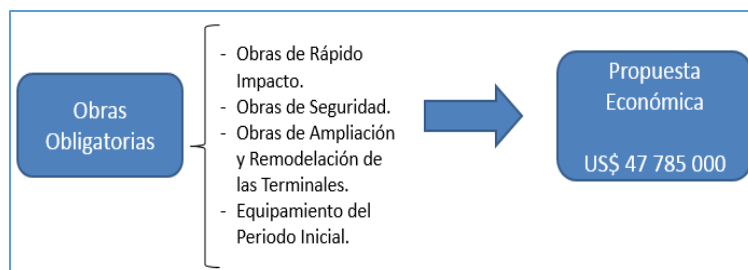 Obras
Obligatorias
- Obras de Rápido
Impacto.
- Obras de Seguridad.
- Obras de Ampliación
y Remodelación de
las Terminales.
- Equipamiento del
Periodo Inicial.
Propuesta
Económica
US$ 47 785 000